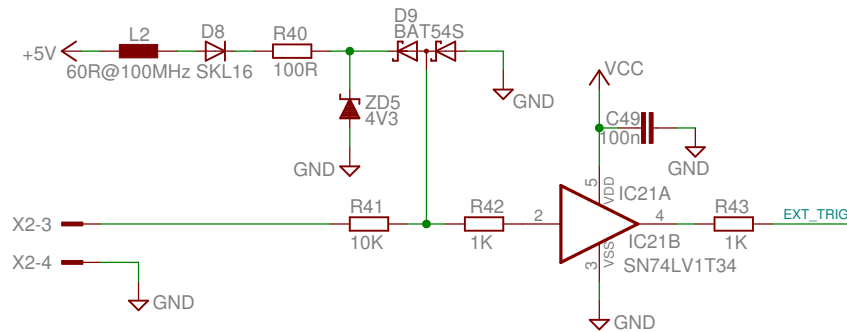 D9
L2
D8
R40
BAT54S
+5V
60R@100MHz
SKL16
100R
VCC
ZD5
4V3
GND
C49
100n
GND
GND
5
VDD
IC21A
X2-3
R41
R42
2
4
R43
EXT_TRIG
10K
1K
IC21B
1K
X2-4
3
VSS
SN74LV1T34
GND
GND